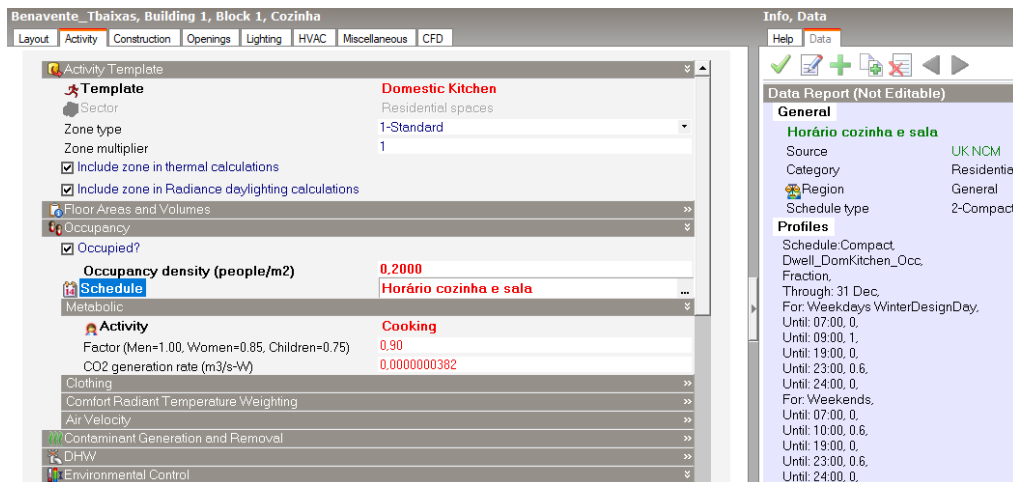 Benavente_Tbaixas, Building 1, Block 1, Cozinha
Layout Activity Construction Openings Lighting HVAC Miscellaneous CFD
Activity Template
Template Domestic Kitchen
Sector Residential spaces
Zone type 1-Standard
Zone multiplier 1
Include zone in thermal calculations
Include zone in Radiance daylighting calculations
Floor Areas and Volumes
Occupancy
Occupied?
Occupancy density (people/m2) 0,2000
14 Schedule Horário cozinha e sala ...
Metabolic
Activity Cooking
Factor (Men=1.00, Women=0.85, Children=0.75) 0,90
CO2 generation rate (m3/s-W) 0,0000000382
Clothing
Comfort Radiant Temperature Weighting
Air Velocity
Contaminant Generation and Removal
DHW
Environmental Control
Info, Data
Help Data
Data Report (Not Editable)
General
Horário cozinha e sala
Source UK NCM
Category Residentia
Region General
Schedule type 2-Compact
Profiles
Schedule:Compact,
Dwell_DomKitchen_Occ,
Fraction,
Through: 31 Dec,
For: Weekdays WinterDesignDay,
Until: 07:00, 0,
Until: 09:00, 1,
Until: 19:00, 0,
Until: 23:00, 0.6,
Until: 24:00, 0,
For: Weekends,
Until: 07:00, 0,
Until: 10:00, 0.6,
Until: 19:00, 0,
Until: 23:00, 0.6,
Until: 24:00, 0,